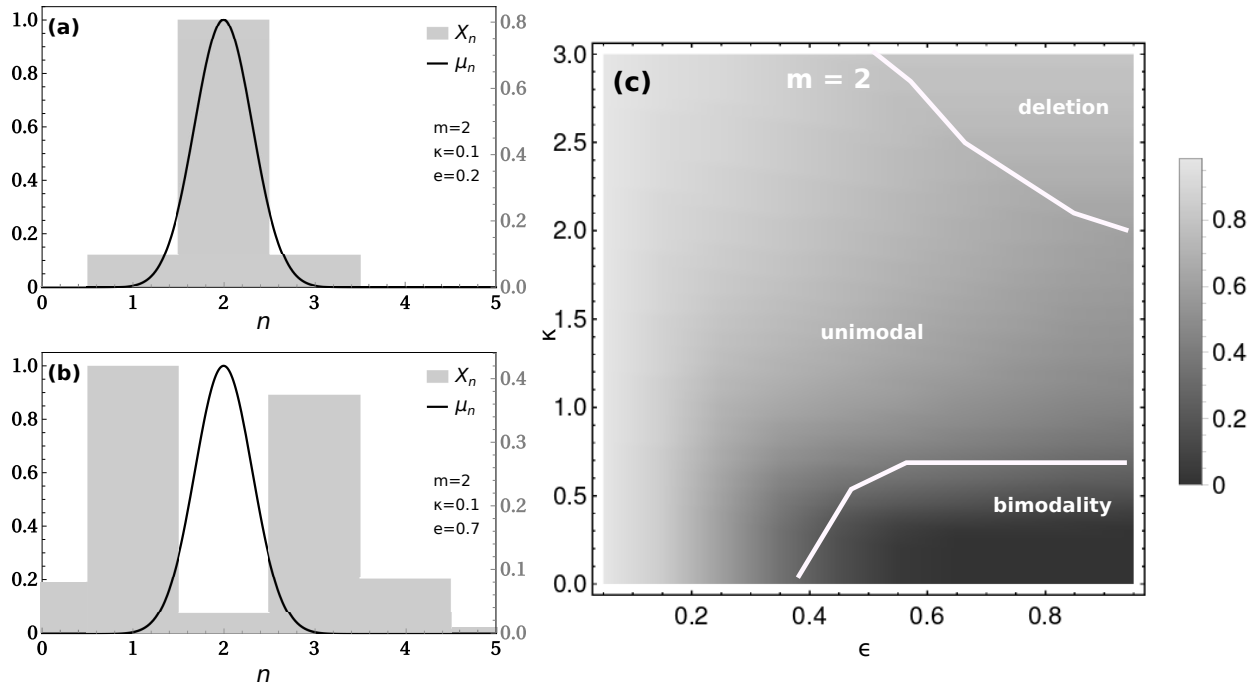 (a)
1.0
0.8
0.6
0.4
0.2
0
0.8
0.6
0.4
0.2
0.0
Xn
μn
m=2
κ=0.1
e=0.2
0 1 2 3 4 5
n
(b)
1.0
0.8
0.6
0.4
0.2
0
0.4
0.3
0.2
0.1
0.0
Xn
μn
m=2
κ=0.1
e=0.7
0 1 2 3 4 5
n
(c)
m = 2
deletion
unimodal
bimodality
3.0
2.5
2.0
1.5
1.0
0.5
0.0
κ
0.2 0.4 0.6 0.8
ϵ
0.8
0.6
0.4
0.2
0